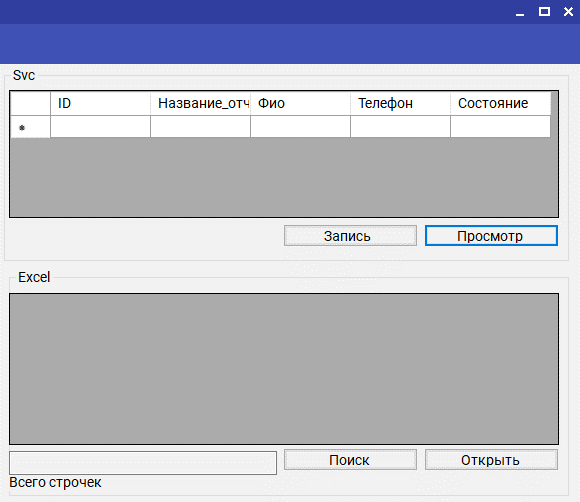 Svc
ID Название_отч Фио Телефон Состояние
*
Запись Просмотр
Excel
Поиск Открыть
Всего строчек